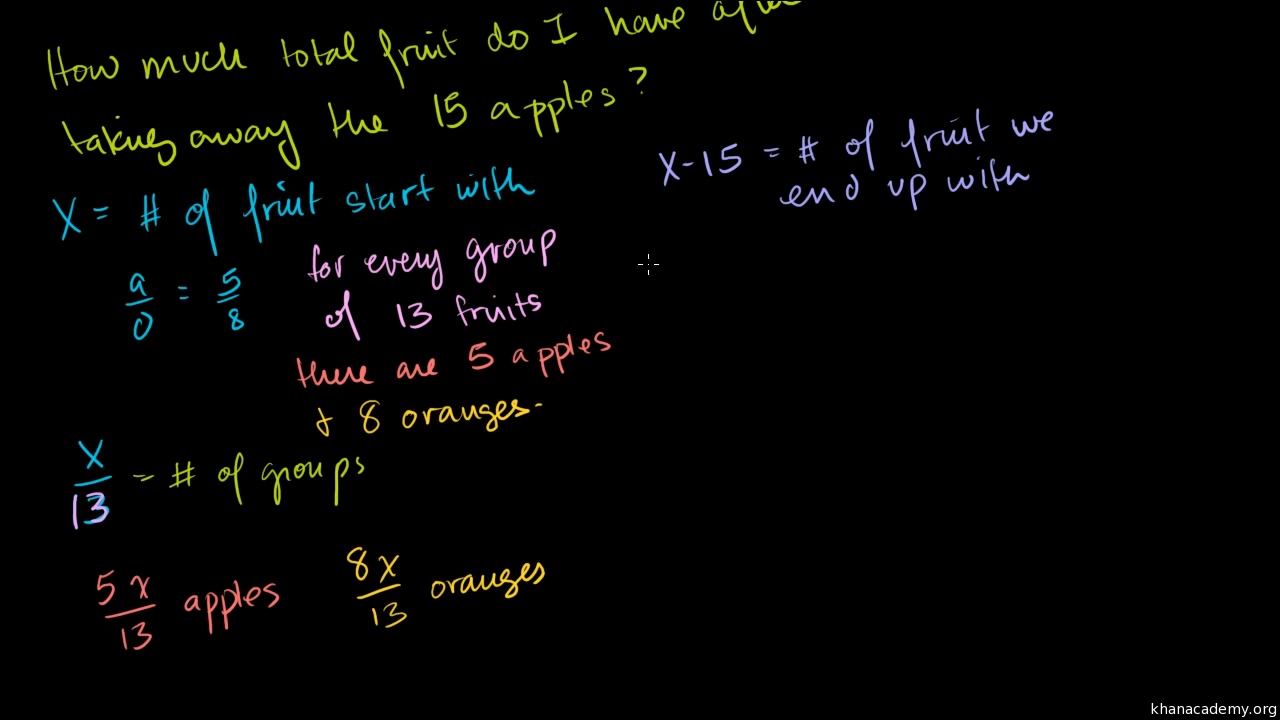 How much total fruit do I have
taking away the 15 apples?
x = # of fruit start with
a/o = 5/8
for every group
of 13 fruits
there are 5 apples
+ 8 oranges.
x/13 = # of groups
5x/13 apples
8x/13 oranges
x-15 = # of fruit we
end up with
khanacademy.org